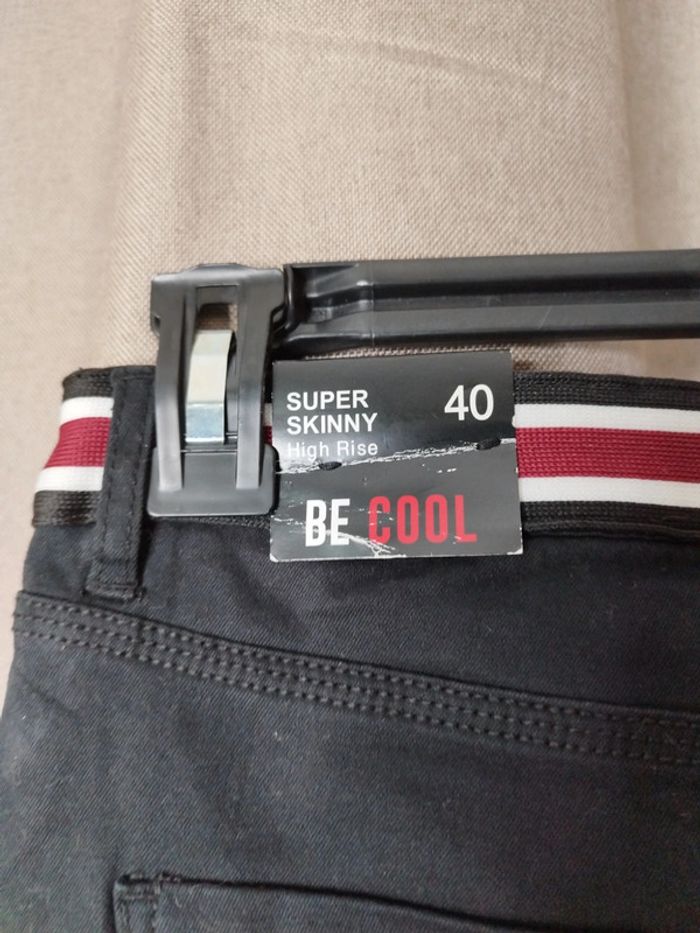 SUPER
SKINNY
40
High Rise
BE COOL